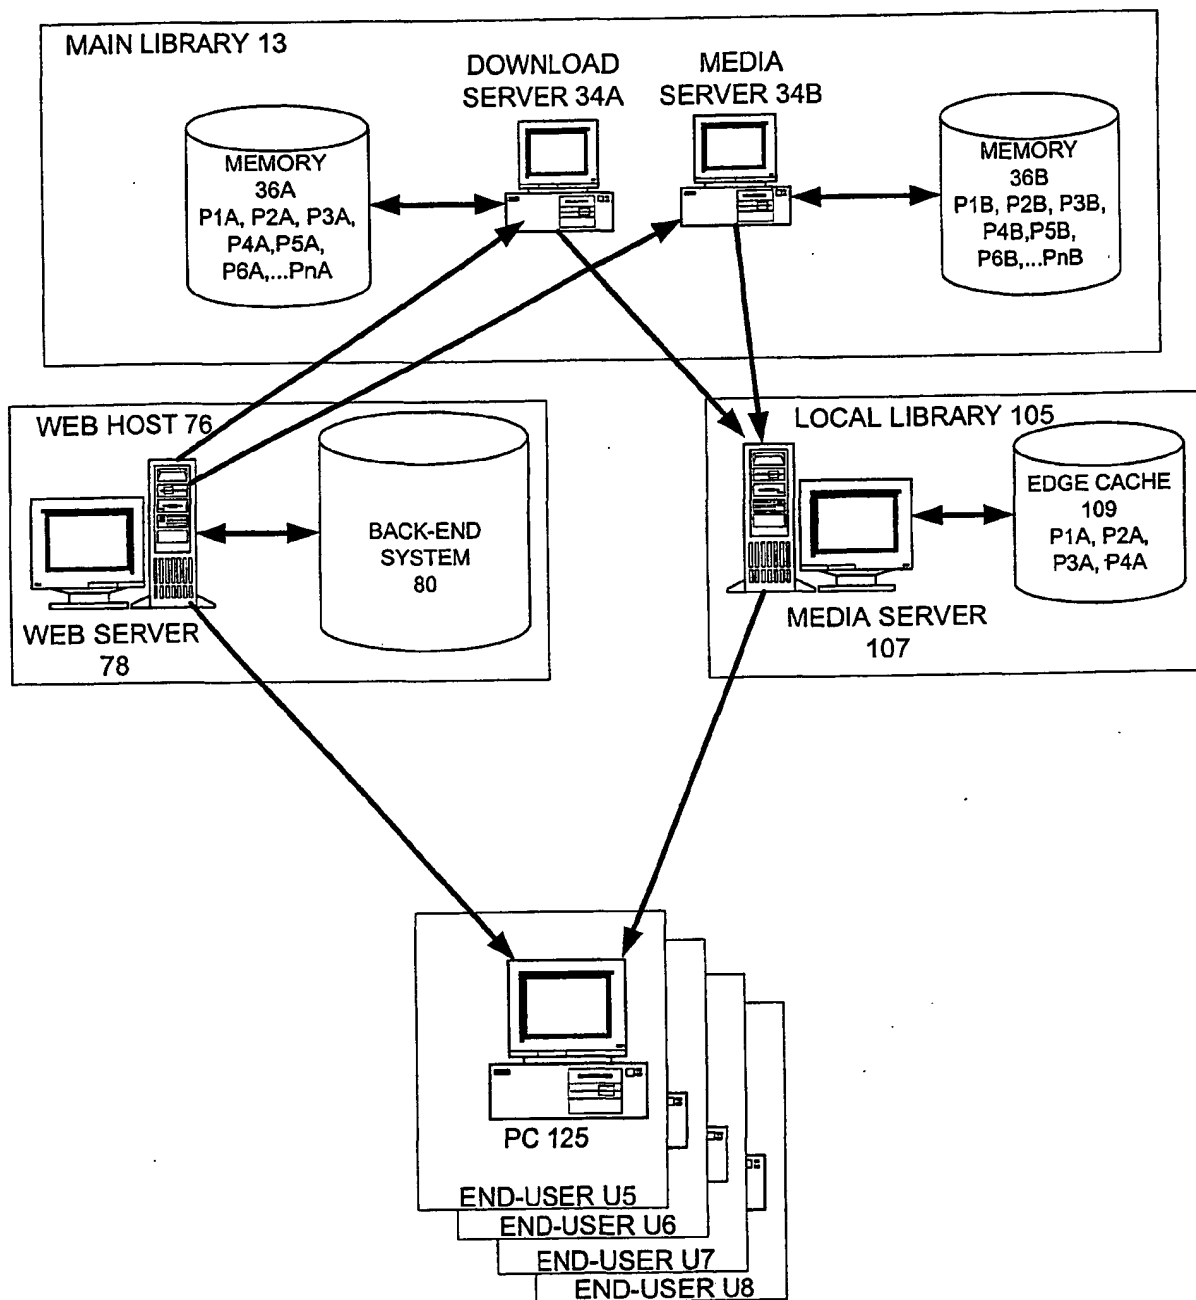 MAIN LIBRARY 13
DOWNLOAD
SERVER 34A
MEDIA
SERVER 34B
MEMORY
36A
P1A, P2A, P3A,
P4A,P5A,
P6A,...PnA
MEMORY
36B
P1B, P2B, P3B,
P4B,P5B,
P6B,...PnB
WEB HOST 76
BACK-END
SYSTEM
80
WEB SERVER
78
LOCAL LIBRARY 105
EDGE CACHE
109
P1A, P2A,
P3A, P4A
MEDIA SERVER
107
PC 125
END-USER U5
END-USER U6
END-USER U7
END-USER U8